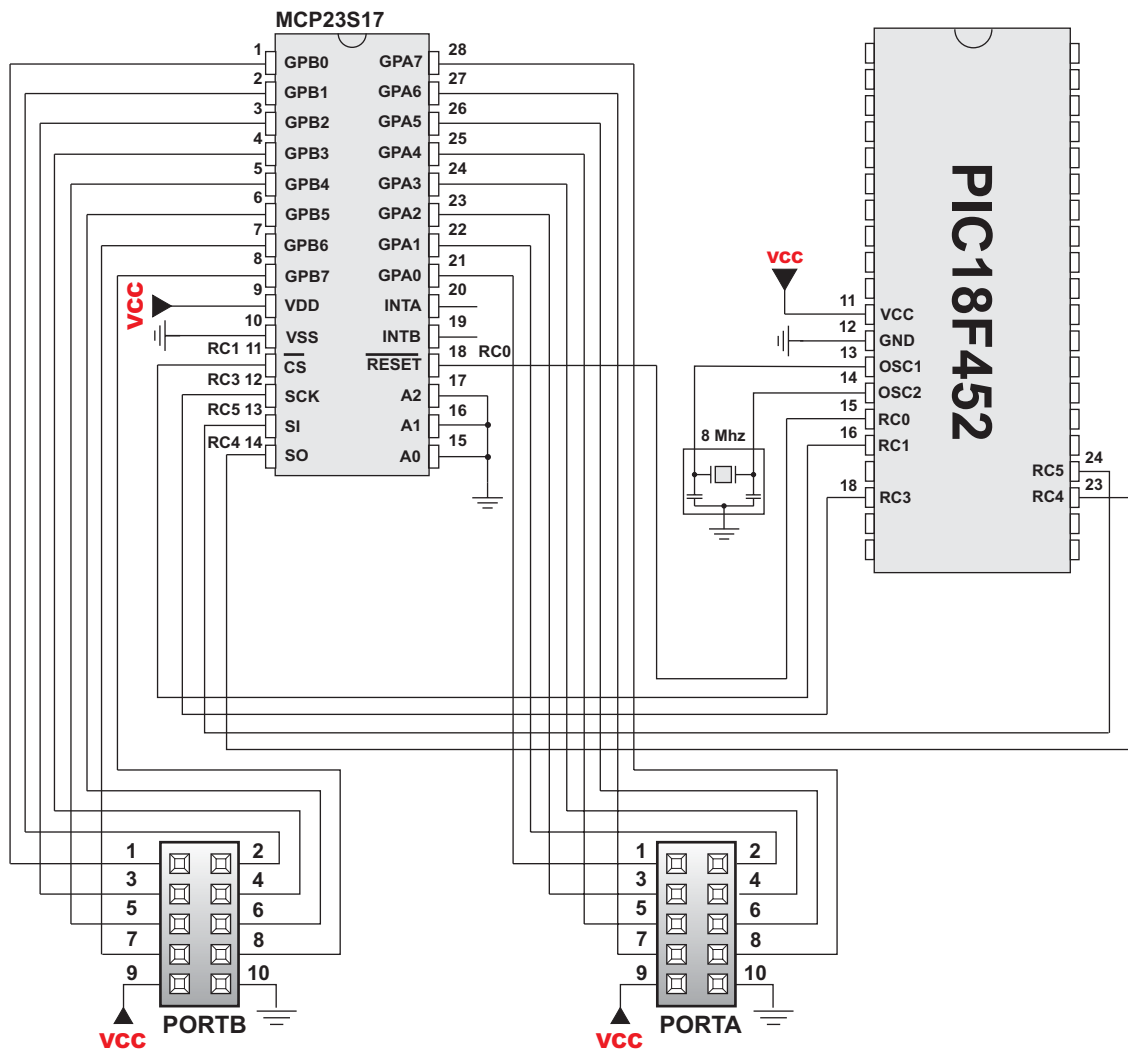 MCP23S17
1 GPB0 GPA7 28
2 GPB1 GPA6 27
3 GPB2 GPA5 26
4 GPB3 GPA4 25
5 GPB4 GPA3 24
6 GPB5 GPA2 23
7 GPB6 GPA1 22
8 GPB7 GPA0 21
VCC 9 VDD INTA 20
10 VSS INTB 19
RC1 11 CS RESET 18 RC0
RC3 12 SCK A2 17
RC5 13 SI A1 16
RC4 14 SO A0 15
PIC18F452
VCC
11 VCC
12 GND
13 OSC1
14 OSC2
15 RC0
16 RC1
8 Mhz
RC5 24
18 RC3 RC4 23
1 2
3 4
5 6
7 8
9 10
VCC PORTB
1 2
3 4
5 6
7 8
9 10
VCC PORTA